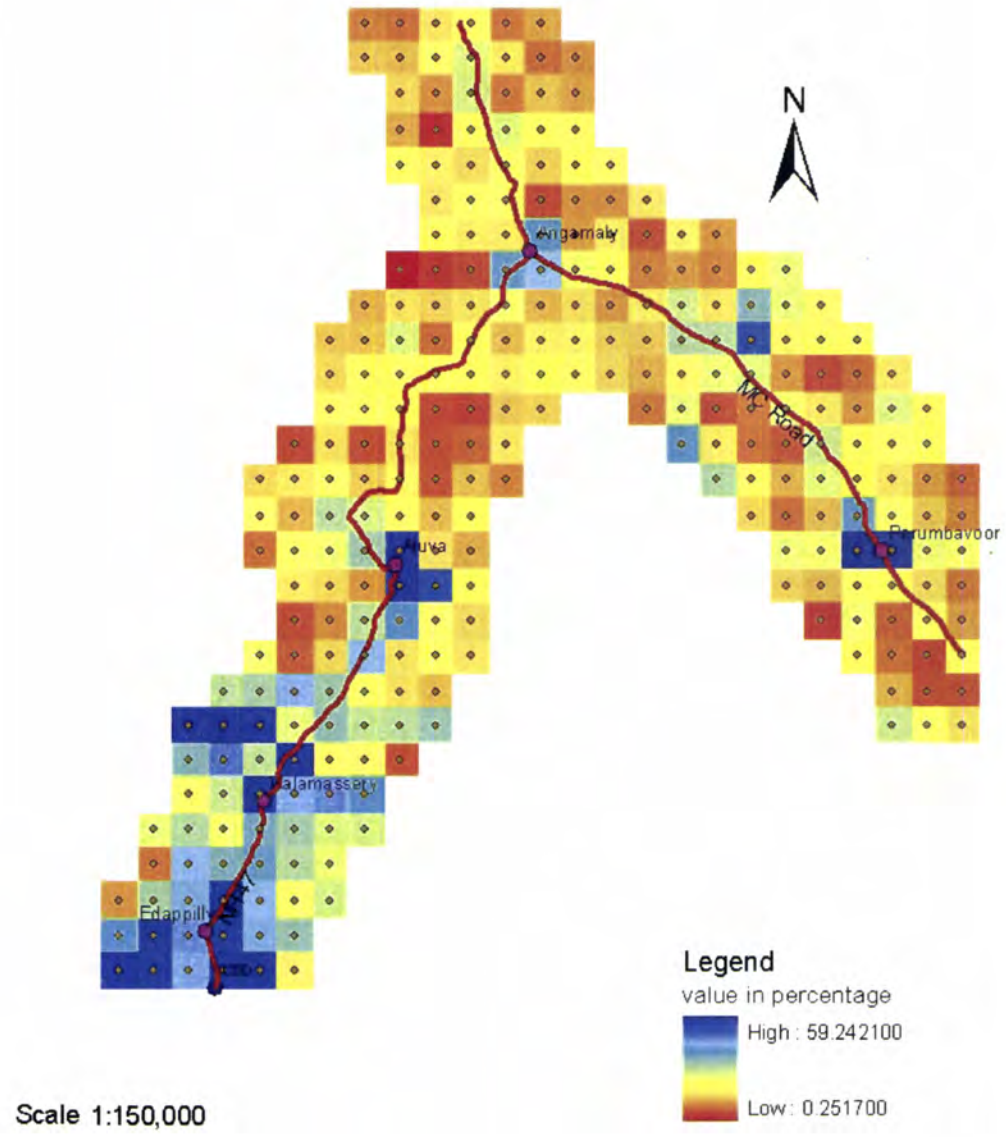 N
Angamaly
MC Road
Perumbavoor
Aluva
Kalamassery
Edappilly
Legend
value in percentage
High : 59.242100
Low : 0.251700
Scale 1:150,000